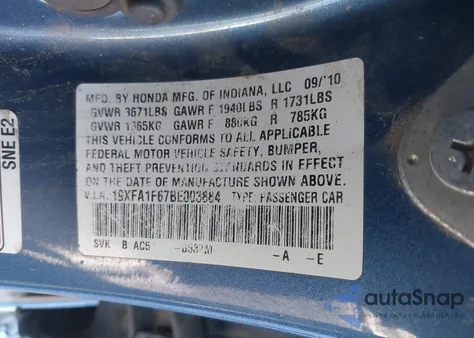 MFD. BY HONDA MFG. OF INDIANA, LLC 09/'10
GVWR 3671LBS GAWR F 1940LBS R 1731LBS
GVWR 1665KG GAWR F 880KG R 785KG
THIS VEHICLE CONFORMS TO ALL APPLICABLE
FEDERAL MOTOR VEHICLE SAFETY, BUMPER,
AND THEFT PREVENTION STANDARDS IN EFFECT
ON THE DATE OF MANUFACTURE SHOWN ABOVE.
V.I.N. 19XFA1F67BE003884 TYPE: PASSENGER CAR
SVK B AC5 -A -E
SNE E2
autoSnap